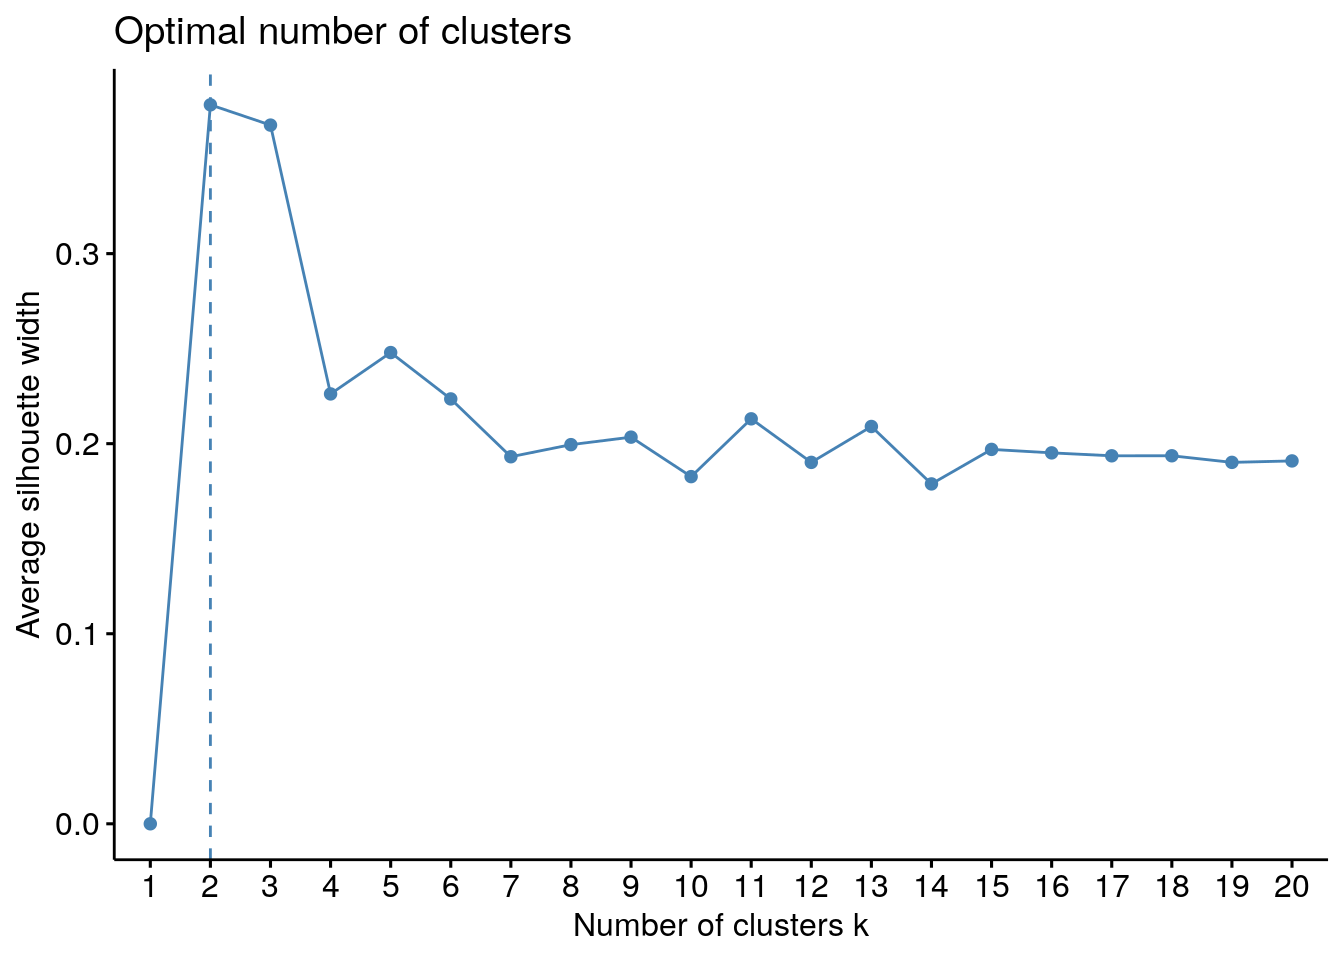 Optimal number of clusters
Average silhouette width
0.3
0.2
0.1
0.0
1 2 3 4 5 6 7 8 9 10 11 12 13 14 15 16 17 18 19 20
Number of clusters k